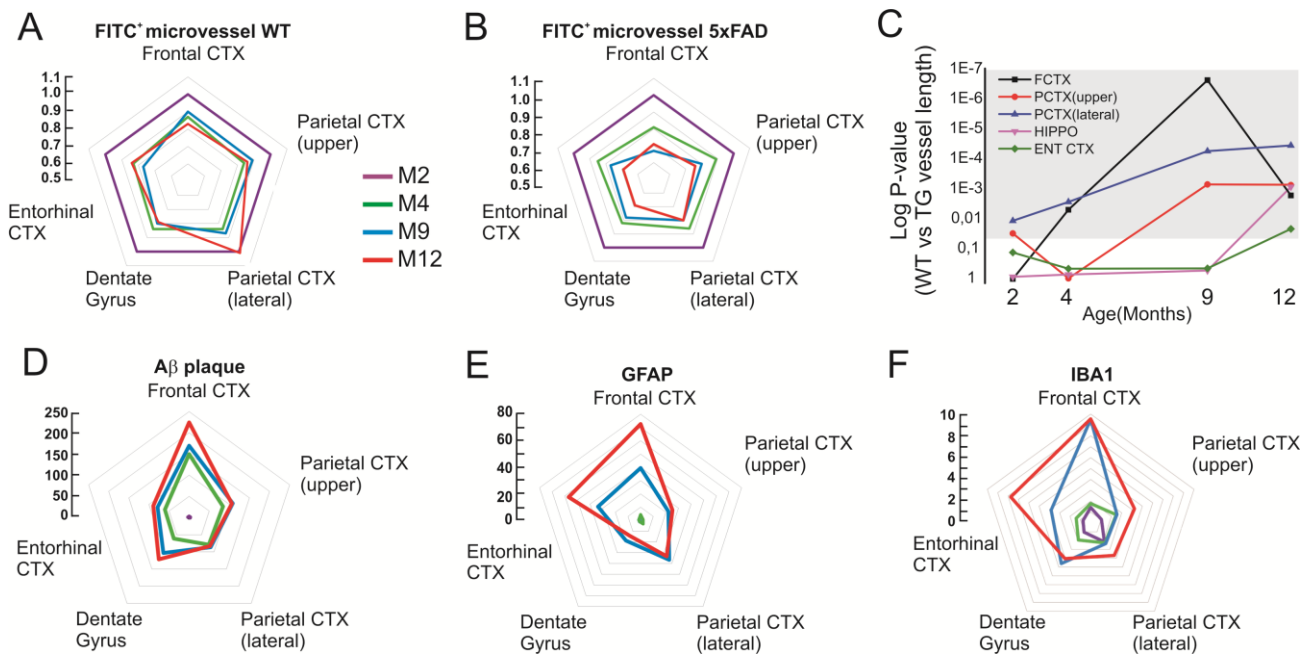 A
FITC⁺ microvessel WT
Frontal CTX
1.1
1.0
0.9
0.8
0.7
0.6
0.5
Parietal CTX
(upper)
Entorhinal
CTX
Dentate
Gyrus
Parietal CTX
(lateral)
M2
M4
M9
M12
B
FITC⁺ microvessel 5xFAD
Frontal CTX
1.1
1.0
0.9
0.8
0.7
0.6
0.5
Parietal CTX
(upper)
Entorhinal
CTX
Dentate
Gyrus
Parietal CTX
(lateral)
C
Log P-value
(WT vs TG vessel length)
1E-7
1E-6
1E-5
1E-4
1E-3
0,01
0,1
1
FCTX
PCTX(upper)
PCTX(lateral)
HIPPO
ENT CTX
2
4
9
12
Age(Months)
D
Aβ plaque
Frontal CTX
250
200
150
100
50
0
Parietal CTX
(upper)
Entorhinal
CTX
Dentate
Gyrus
Parietal CTX
(lateral)
E
GFAP
Frontal CTX
80
60
40
20
0
Parietal CTX
(upper)
Entorhinal
CTX
Dentate
Gyrus
Parietal CTX
(lateral)
F
IBA1
Frontal CTX
10
8
6
4
2
0
Parietal CTX
(upper)
Entorhinal
CTX
Dentate
Gyrus
Parietal CTX
(lateral)